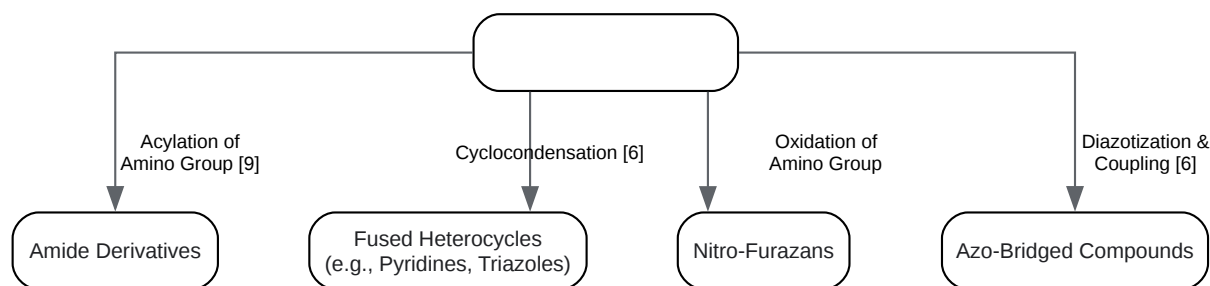 Acylation of
Amino Group [9]
Cyclocondensation [6]
Oxidation of
Amino Group
Diazotization &
Coupling [6]
Amide Derivatives
Fused Heterocycles
(e.g., Pyridines, Triazoles)
Nitro-Furazans
Azo-Bridged Compounds